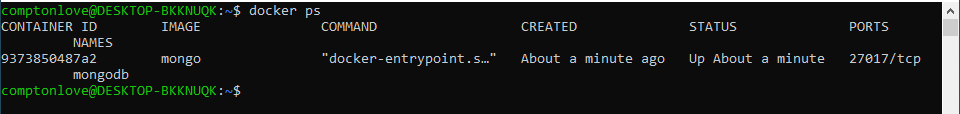 comptonlove@DESKTOP-BKKNUQK:~$ docker ps
CONTAINER ID        IMAGE               COMMAND                  CREATED              STATUS              PORTS
         NAMES
9373850487a2        mongo               "docker-entrypoint.s…"   About a minute ago   Up About a minute   27017/tcp
         mongodb
comptonlove@DESKTOP-BKKNUQK:~$